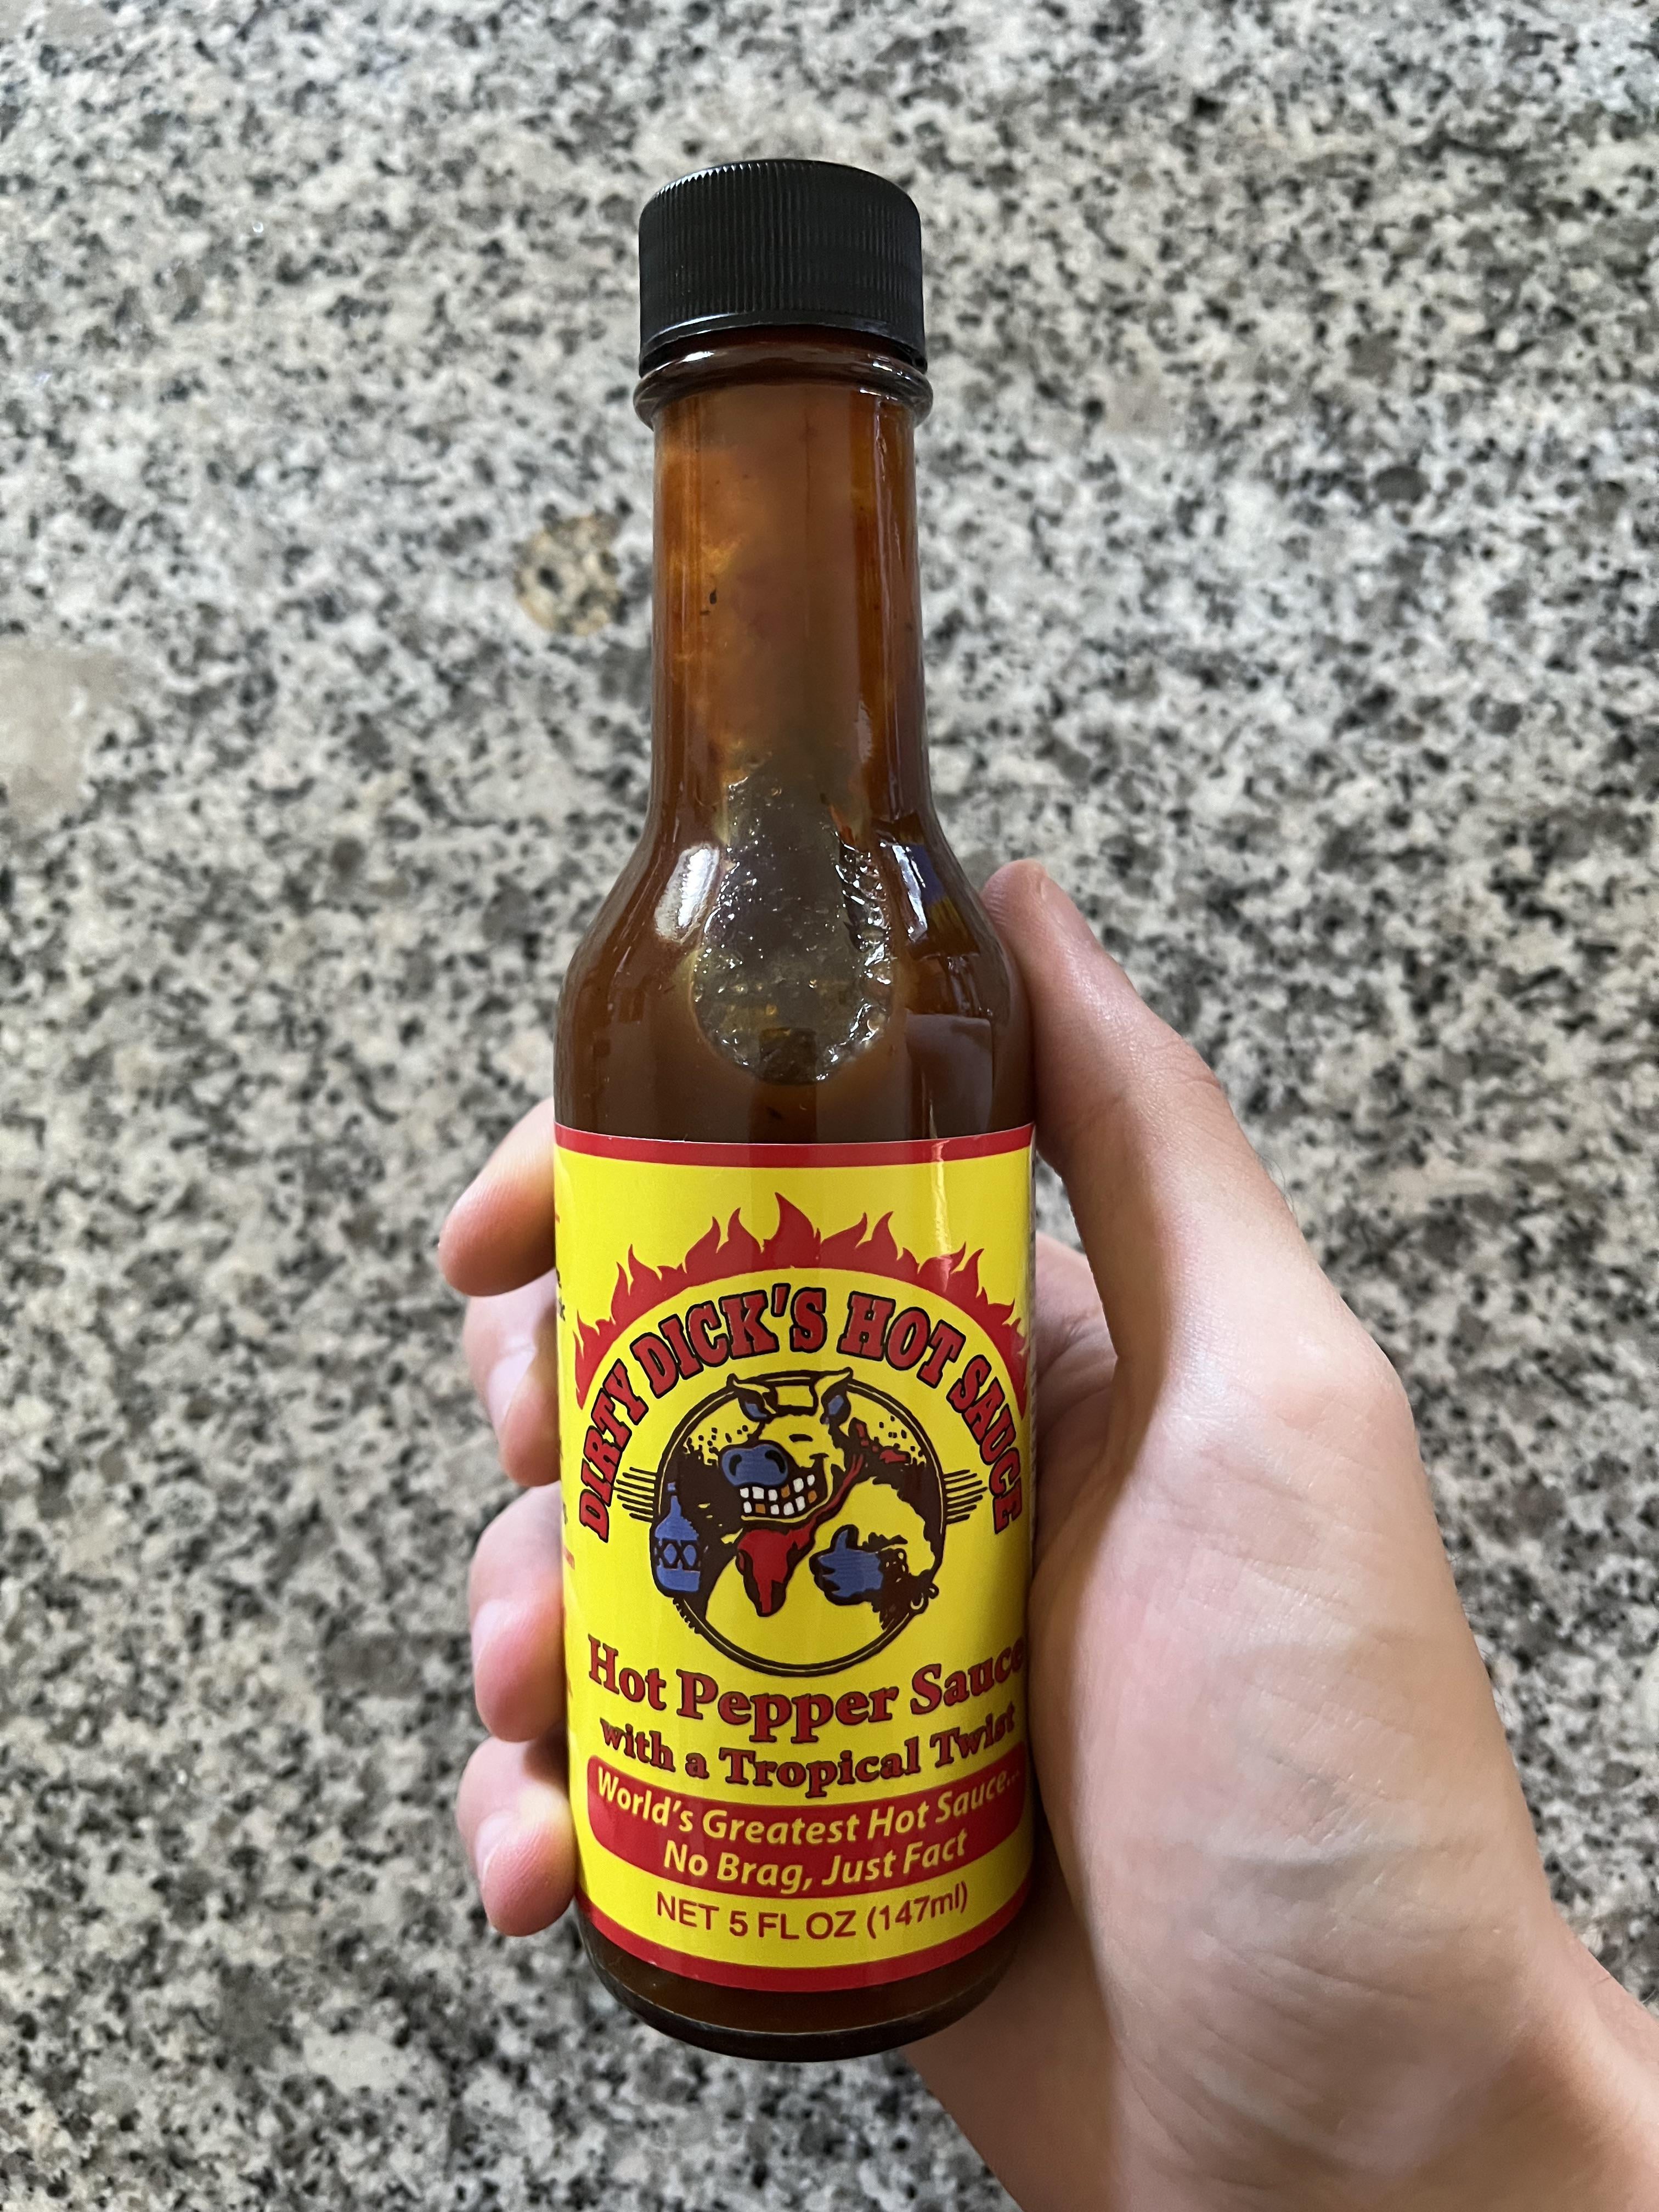 DIRTY DICK'S HOT SAUCE
XX
Hot Pepper Sauce
with a Tropical Twist
World's Greatest Hot Sauce...
No Brag, Just Fact
NET 5 FL OZ (147ml)